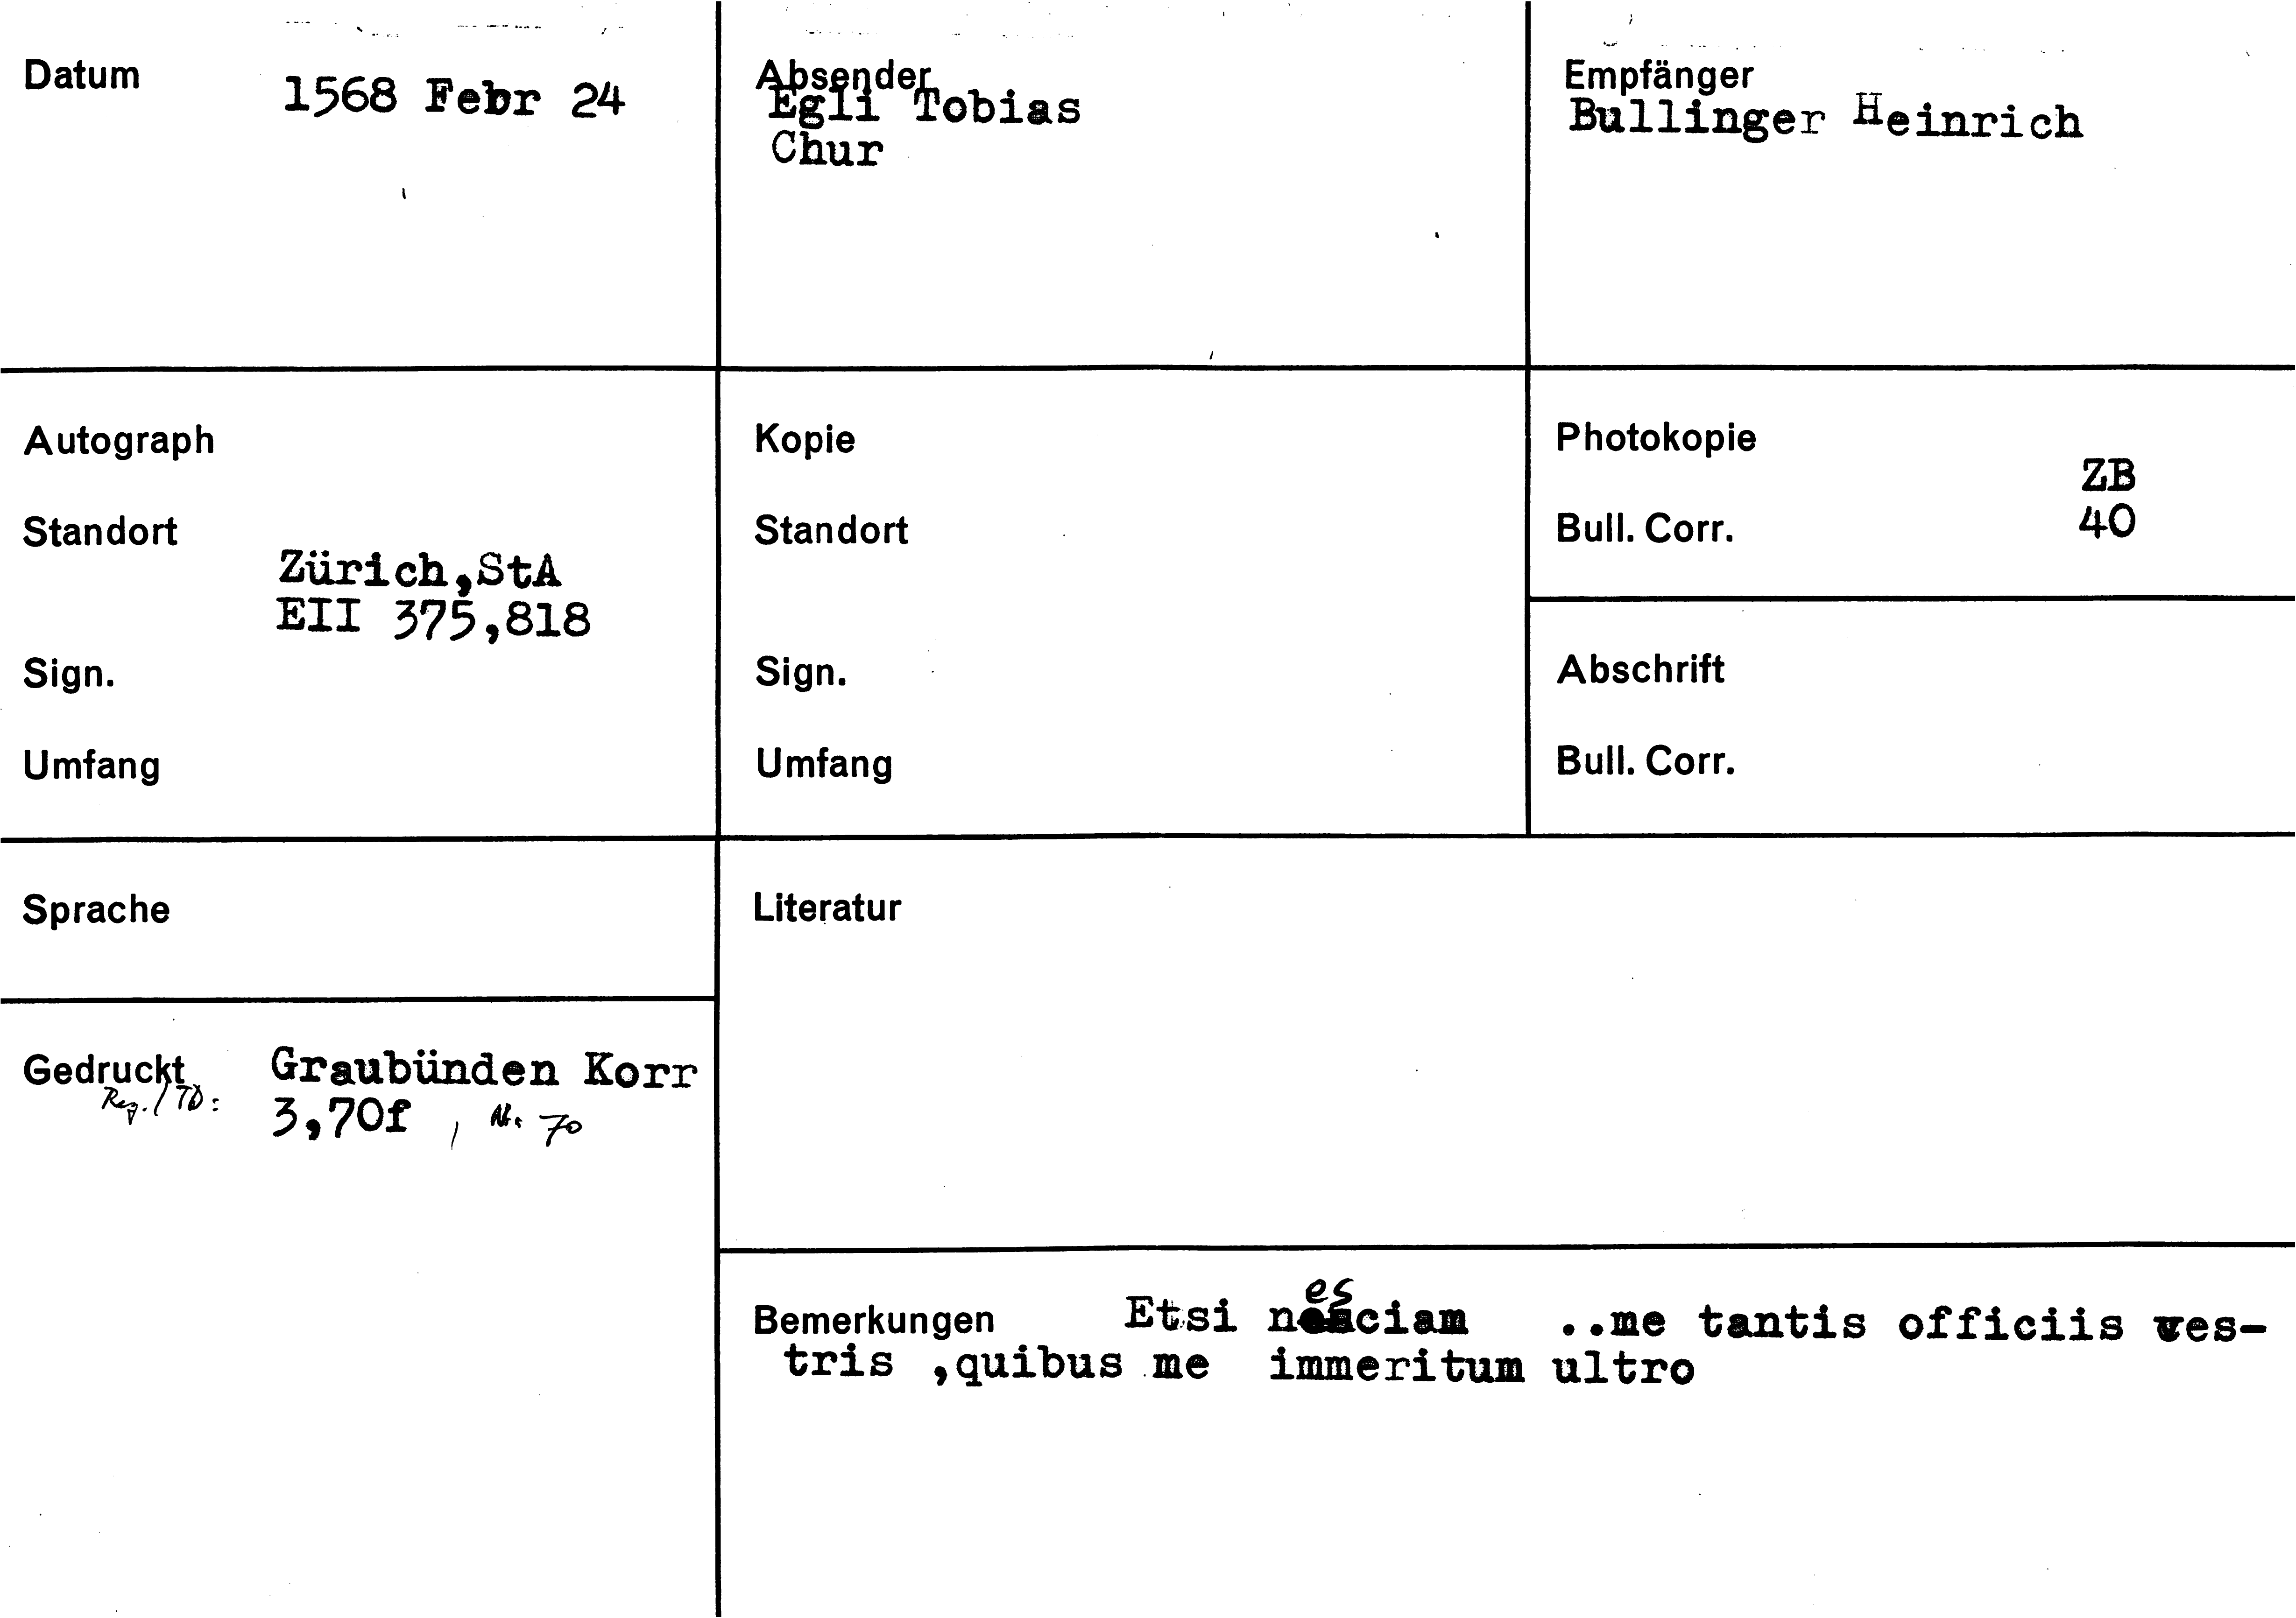 Datum 1568 Febr 24
Absender
Egli Tobias
Chur
Empfänger
Bullinger Heinrich
Autograph
Standort
Zürich,StA
EII 375,818
Sign.
Umfang
Kopie
Standort
Sign.
Umfang
Photokopie
ZB
Bull. Corr. 40
Abschrift
Bull. Corr.
Sprache
Literatur
Gedruckt Graubünden Korr
Reg. / TD: 3,70f , Nr. 70
Bemerkungen Etsi nesciam ..me tantis officiis ves-
tris ,quibus me immeritum ultro